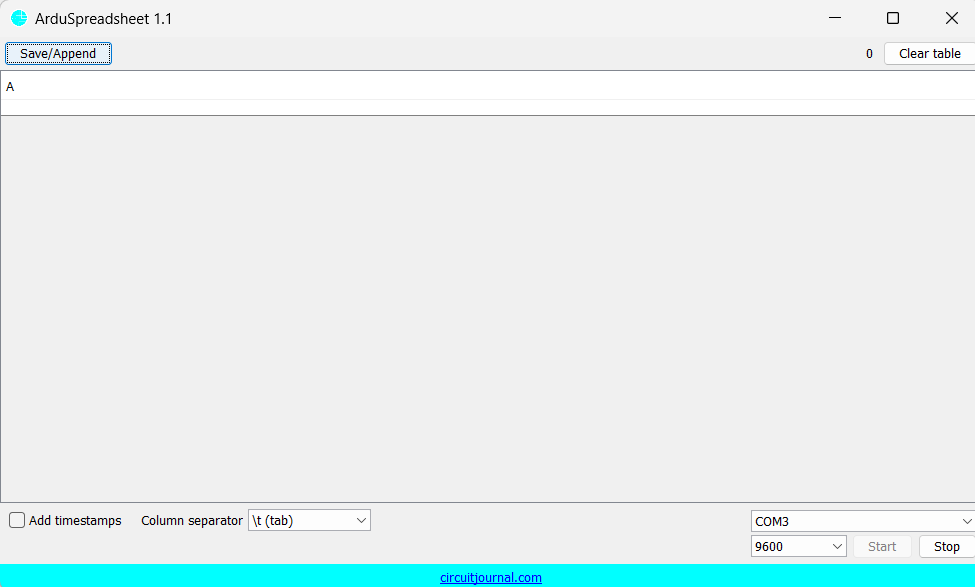 ArduSpreadsheet 1.1
Save/Append 0 Clear table
A
Add timestamps Column separator \t (tab) COM3
9600 Start Stop
circuitjournal.com